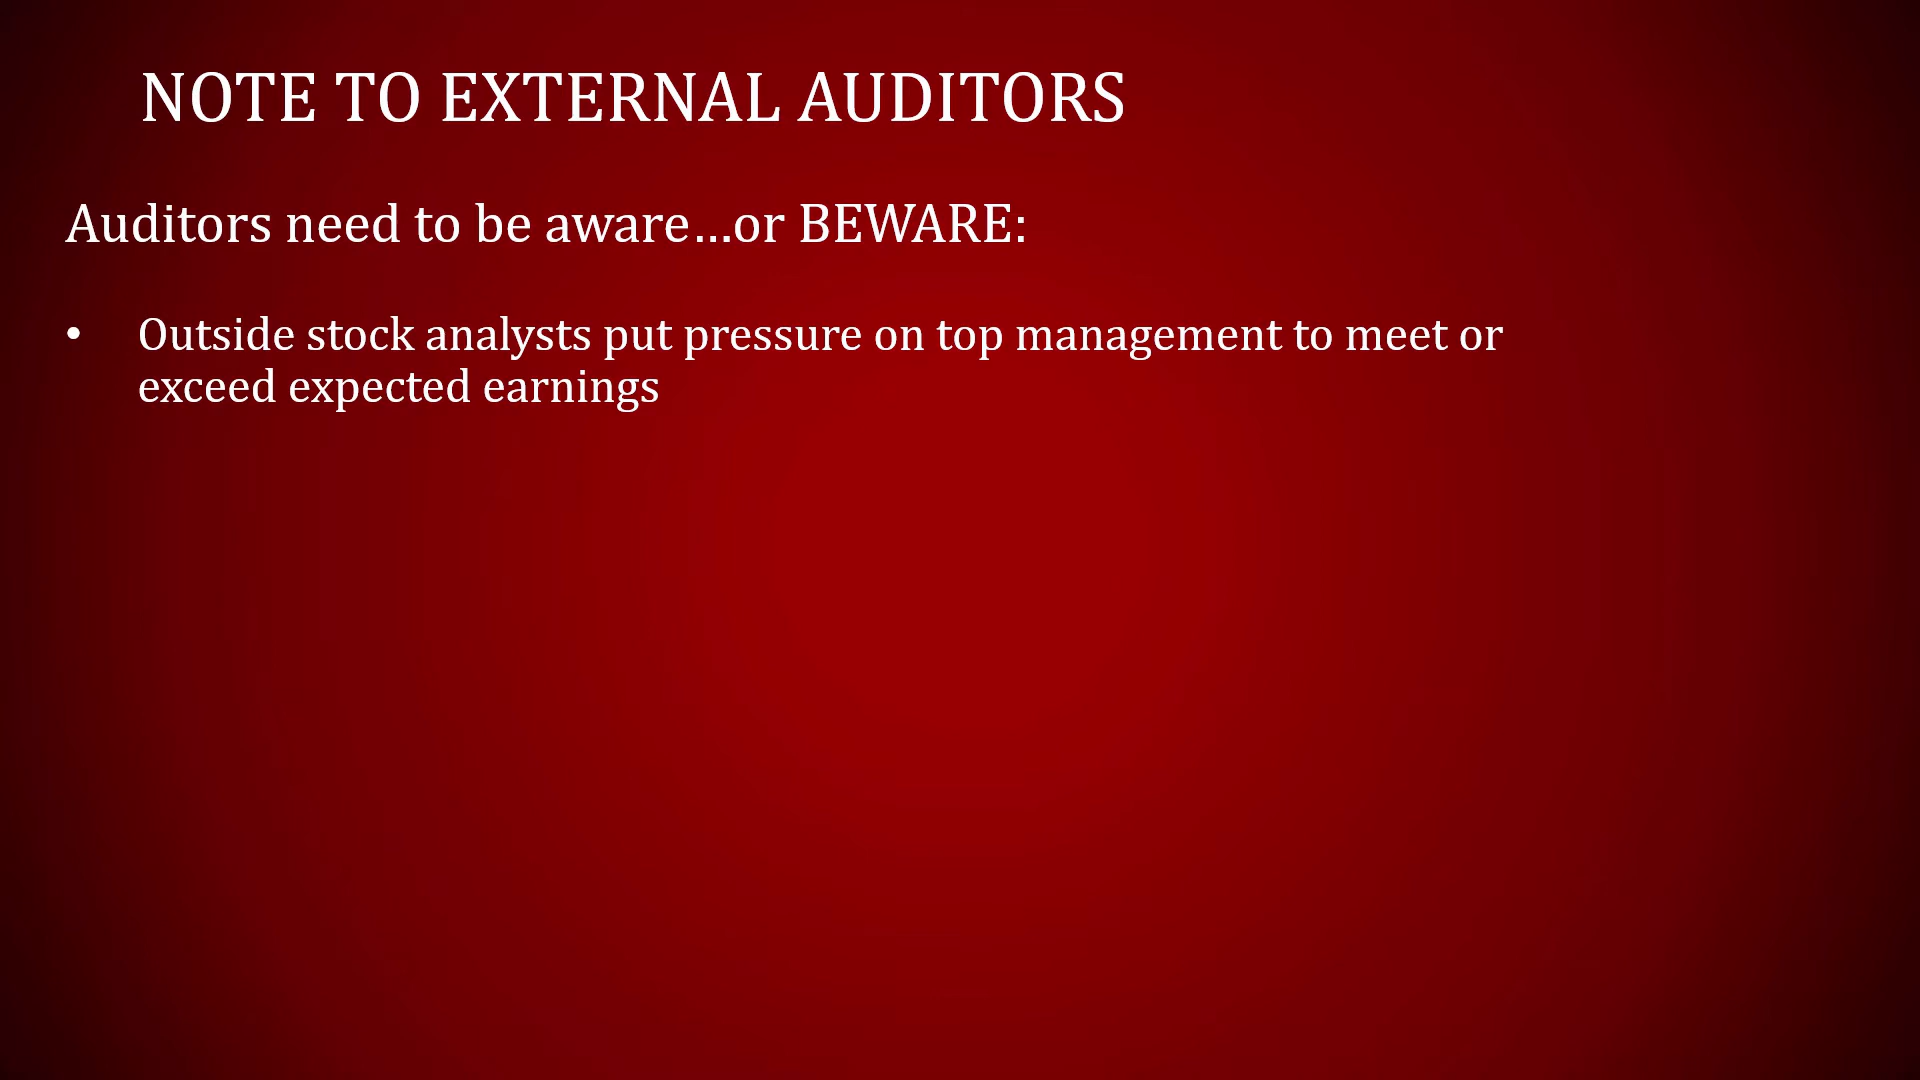 NOTE TO EXTERNAL AUDITORS
Auditors need to be aware…or BEWARE:
• Outside stock analysts put pressure on top management to meet or
exceed expected earnings